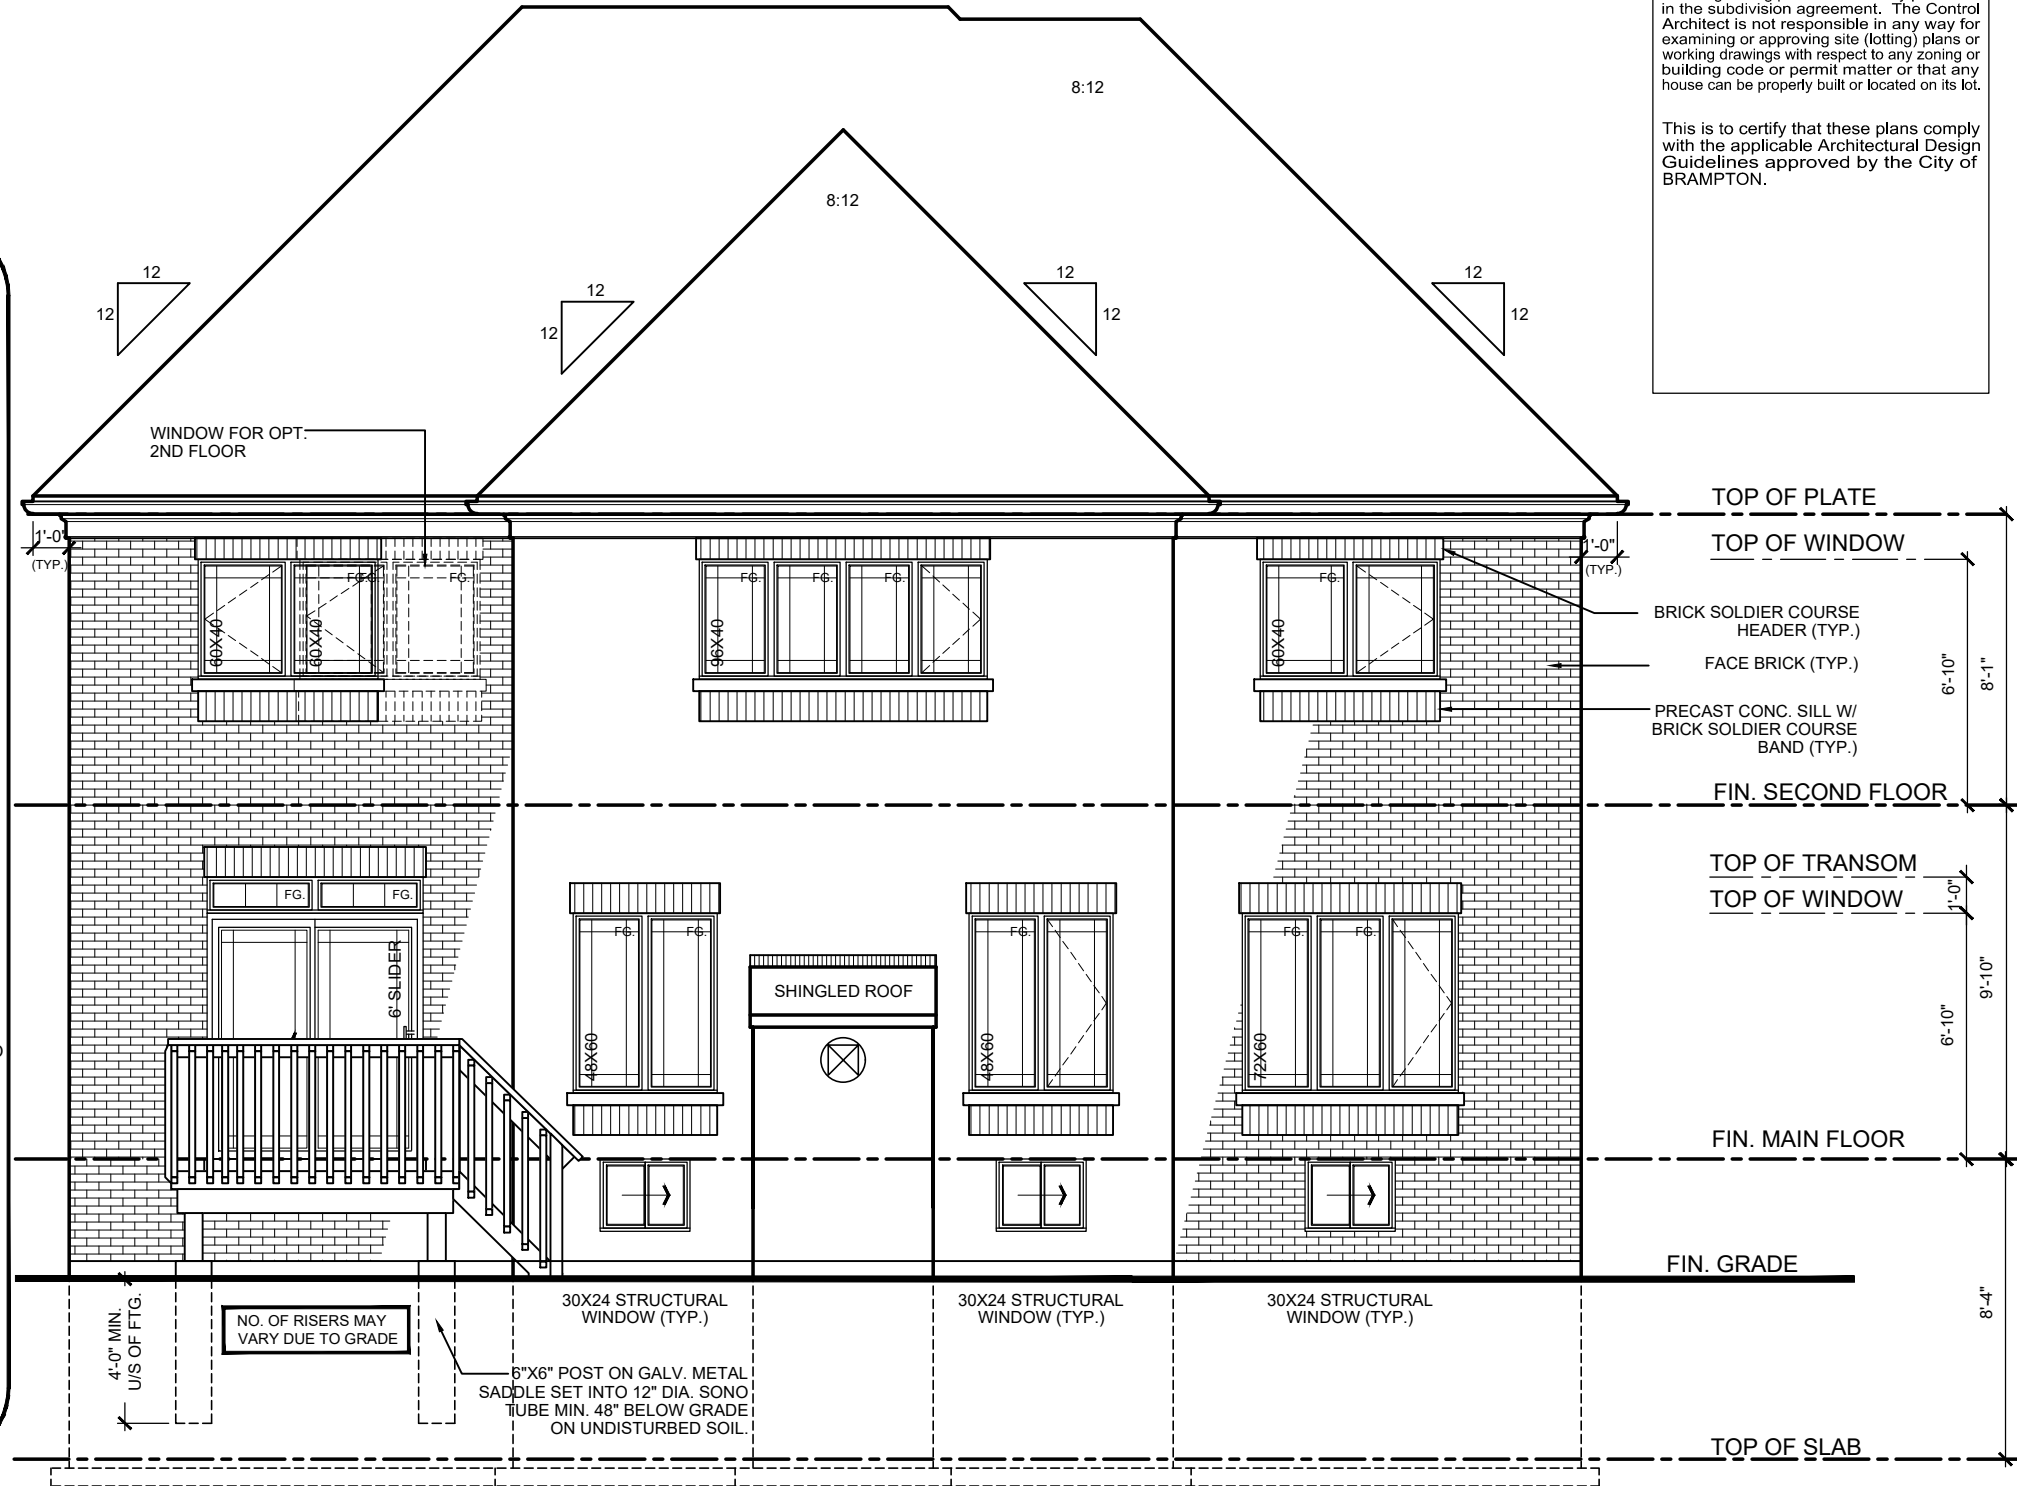 in the subdivision agreement. The Control
Architect is not responsible in any way for
examining or approving site (lotting) plans or
working drawings with respect to any zoning or
building code or permit matter or that any
house can be properly built or located on its lot.
This is to certify that these plans comply
with the applicable Architectural Design
Guidelines approved by the City of
BRAMPTON.
8:12
8:12
12
12
12
12
12
12
12
12
WINDOW FOR OPT.
2ND FLOOR
TOP OF PLATE
1'-0"
(TYP.)
1'-0"
(TYP.)
TOP OF WINDOW
FG.
FG.
FG.
FG.
FG.
FG.
FG.
60X40
60X40
96X40
60X40
BRICK SOLDIER COURSE
HEADER (TYP.)
FACE BRICK (TYP.)
6'-10"
8'-1"
PRECAST CONC. SILL W/
BRICK SOLDIER COURSE
BAND (TYP.)
FIN. SECOND FLOOR
TOP OF TRANSOM
1'-0"
TOP OF WINDOW
FG.
FG.
FG.
FG.
FG.
FG.
FG.
6' SLIDER
SHINGLED ROOF
48X60
48X60
72X60
6'-10"
9'-10"
FIN. MAIN FLOOR
FIN. GRADE
8'-4"
4'-0" MIN.
U/S OF FTG.
NO. OF RISERS MAY
VARY DUE TO GRADE
30X24 STRUCTURAL
WINDOW (TYP.)
30X24 STRUCTURAL
WINDOW (TYP.)
30X24 STRUCTURAL
WINDOW (TYP.)
6"X6" POST ON GALV. METAL
SADDLE SET INTO 12" DIA. SONO
TUBE MIN. 48" BELOW GRADE
ON UNDISTURBED SOIL.
TOP OF SLAB